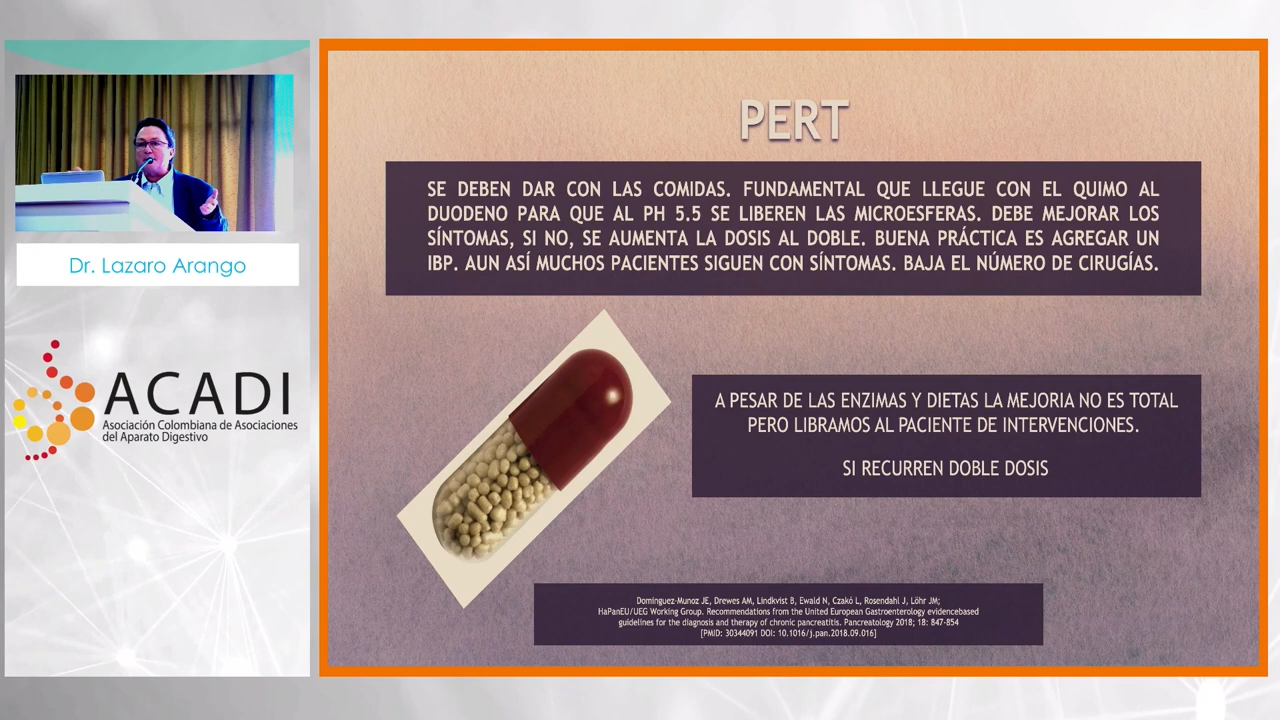 Dr. Lazaro Arango
ACADI
Asociación Colombiana de Asociaciones
del Aparato Digestivo
PERT
SE DEBEN DAR CON LAS COMIDAS. FUNDAMENTAL QUE LLEGUE CON EL QUIMO AL
DUODENO PARA QUE AL PH 5.5 SE LIBEREN LAS MICROESFERAS. DEBE MEJORAR LOS
SÍNTOMAS, SI NO, SE AUMENTA LA DOSIS AL DOBLE. BUENA PRÁCTICA ES AGREGAR UN
IBP. AUN ASÍ MUCHOS PACIENTES SIGUEN CON SÍNTOMAS. BAJA EL NÚMERO DE CIRUGÍAS.
A PESAR DE LAS ENZIMAS Y DIETAS LA MEJORIA NO ES TOTAL
PERO LIBRAMOS AL PACIENTE DE INTERVENCIONES.
SI RECURREN DOBLE DOSIS
Domínguez-Munoz JE, Drewes AM, Lindkvist B, Ewald N, Czakó L, Rosendahl J, Löhr JM;
HaPanEU/UEG Working Group. Recommendations from the United European Gastroenterology evidencebased
guidelines for the diagnosis and therapy of chronic pancreatitis. Pancreatology 2018; 18: 847-854
[PMID: 30344091 DOI: 10.1016/j.pan.2018.09.016]